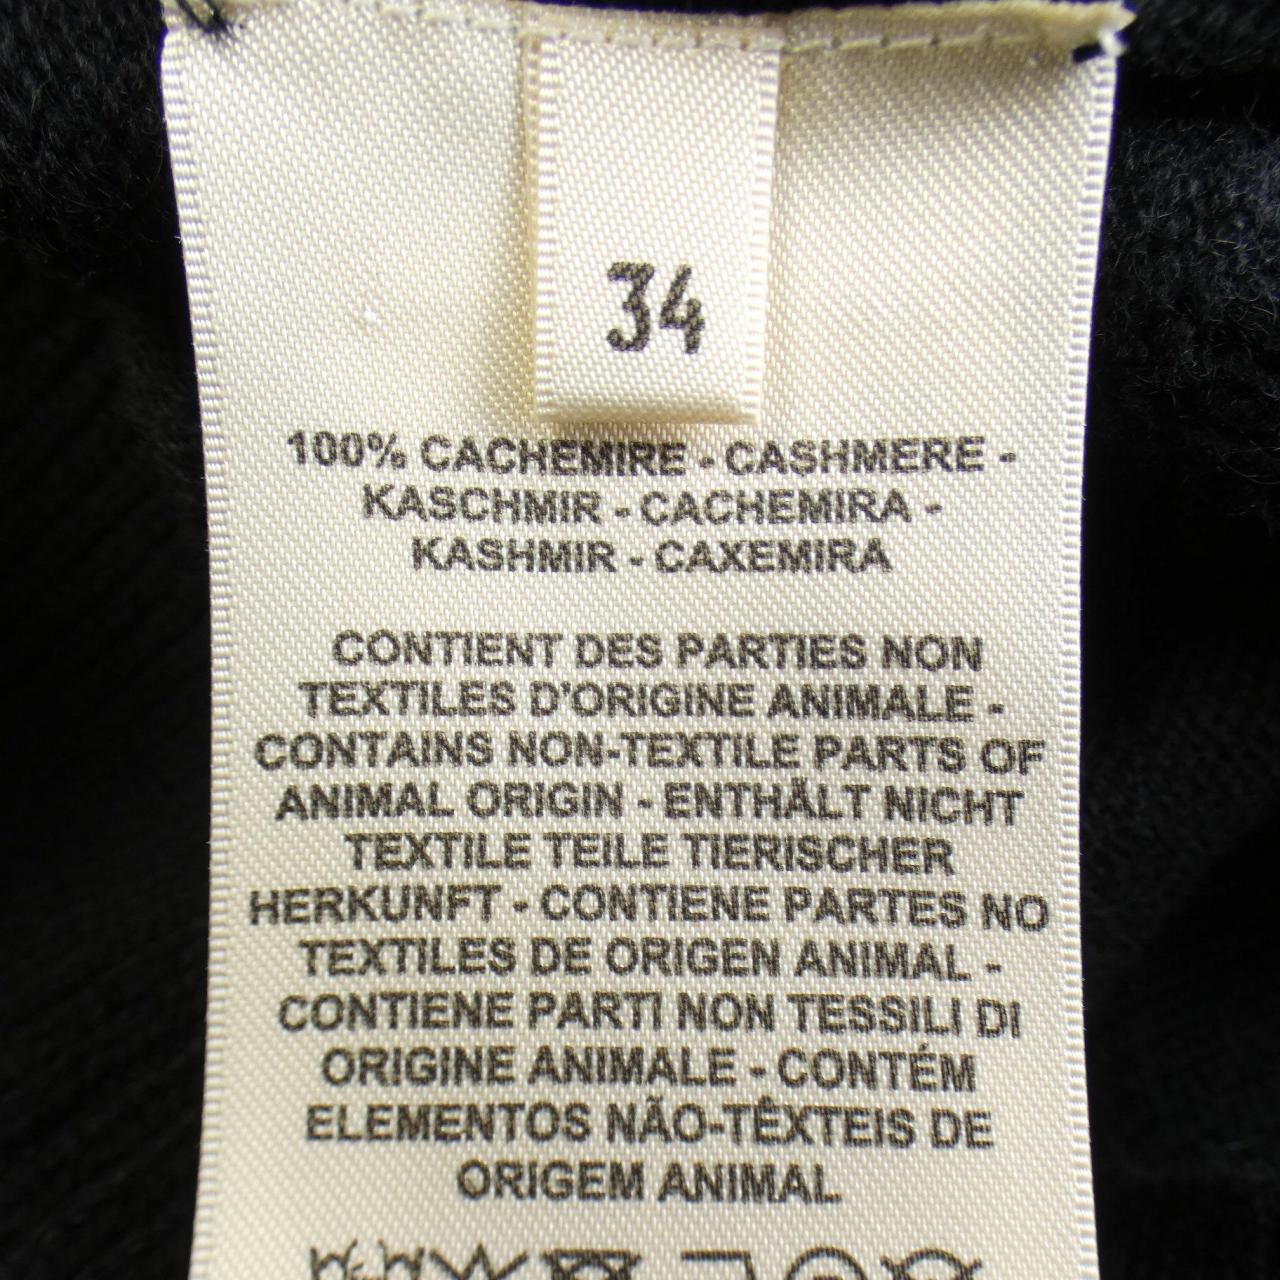 34
100% CACHEMIRE - CASHMERE -
KASCHMIR - CACHEMIRA -
KASHMIR - CAXEMIRA
CONTIENT DES PARTIES NON
TEXTILES D'ORIGINE ANIMALE -
CONTAINS NON-TEXTILE PARTS OF
ANIMAL ORIGIN - ENTHÄLT NICHT
TEXTILE TEILE TIERISCHER
HERKUNFT - CONTIENE PARTES NO
TEXTILES DE ORIGEN ANIMAL -
CONTIENE PARTI NON TESSILI DI
ORIGINE ANIMALE - CONTÉM
ELEMENTOS NÃO-TÊXTEIS DE
ORIGEM ANIMAL